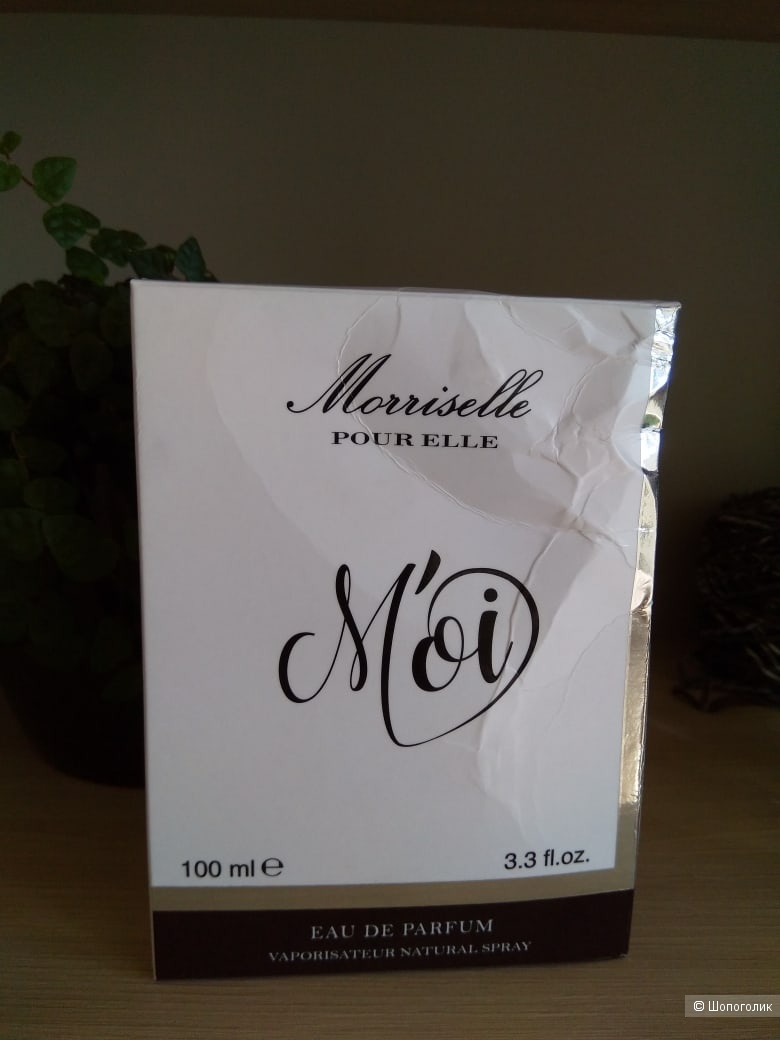 Morriselle
POUR ELLE
M'oi
100 ml ℮
3.3 fl.oz.
EAU DE PARFUM
VAPORISATEUR NATURAL SPRAY
© Шопоголик